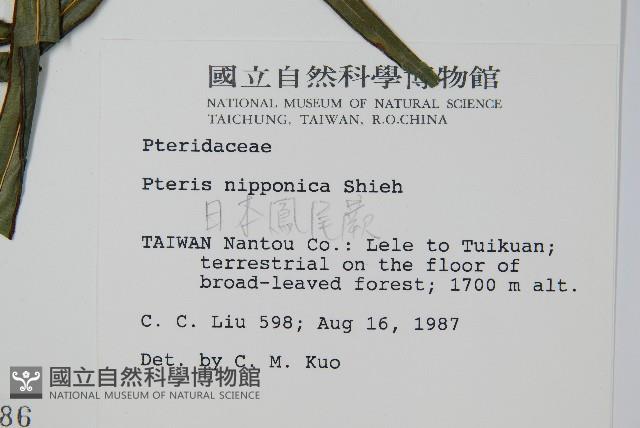 國立自然科學博物館
NATIONAL MUSEUM OF NATURAL SCIENCE
TAICHUNG, TAIWAN, R.O.CHINA
Pteridaceae
Pteris nipponica Shieh
日本鳳尾蕨
TAIWAN Nantou Co.: Lele to Tuikuan;
terrestrial on the floor of
broad-leaved forest; 1700 m alt.
C. C. Liu 598; Aug 16, 1987
Det. by C. M. Kuo
國立自然科學博物館
NATIONAL MUSEUM OF NATURAL SCIENCE
86